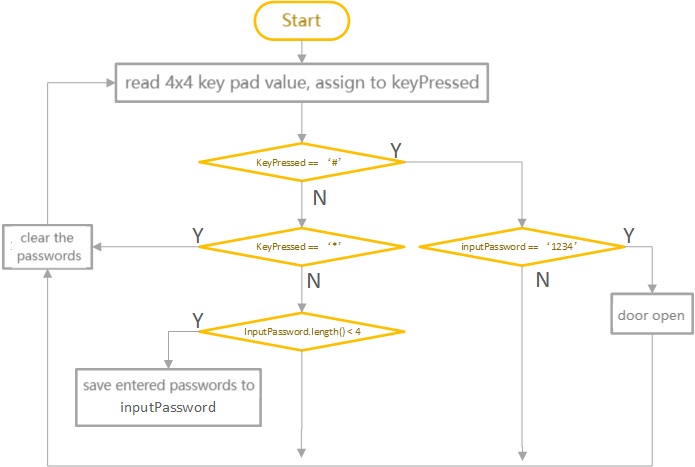 Start
read 4x4 key pad value, assign to keyPressed
KeyPressed == ‘#’
Y
N
clear the
passwords
Y
KeyPressed == ‘*’
inputPassword == ‘1234’
Y
N
N
door open
Y
InputPassword.length() < 4
save entered passwords to
inputPassword